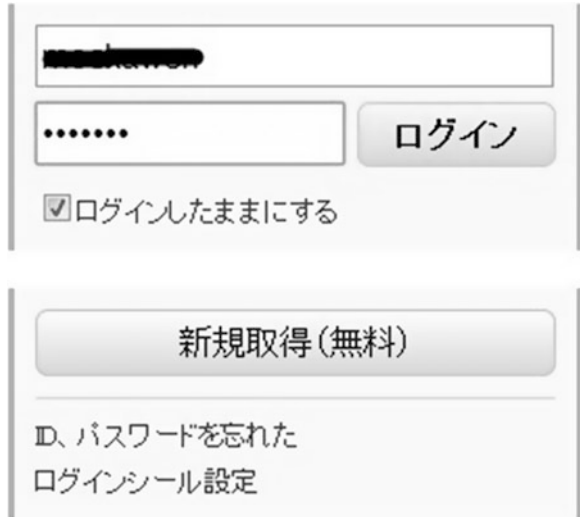 •••••••
ログイン
ログインしたままにする
新規取得(無料)
ID、パスワードを忘れた
ログインシール設定